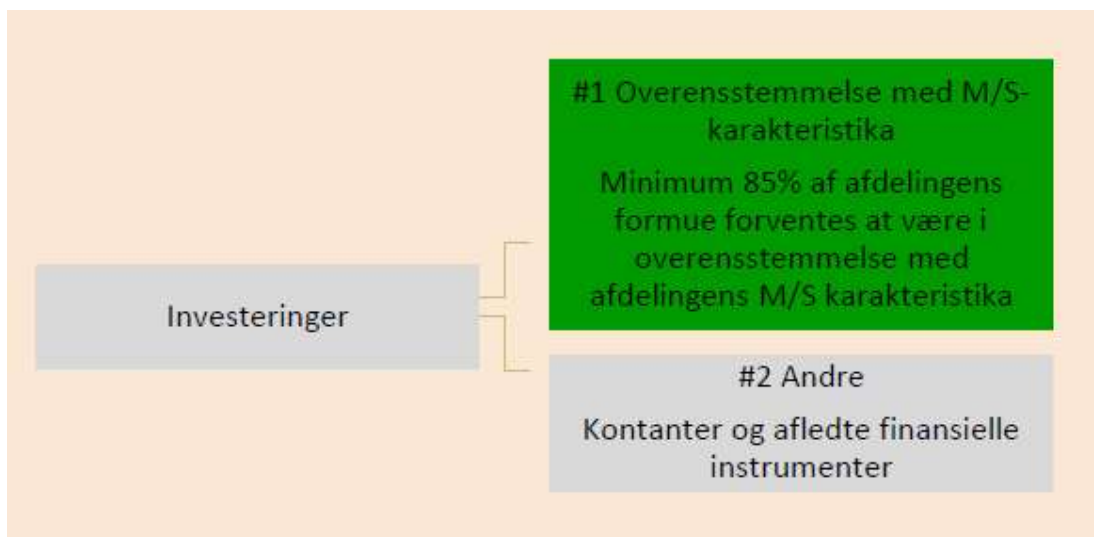 #1 Overensstemmelse med M/S-
karakteristika
Minimum 85% af afdelingens
formue forventes at være i
overensstemmelse med
afdelingens M/S karakteristika
Investeringer
#2 Andre
Kontanter og afledte finansielle
instrumenter